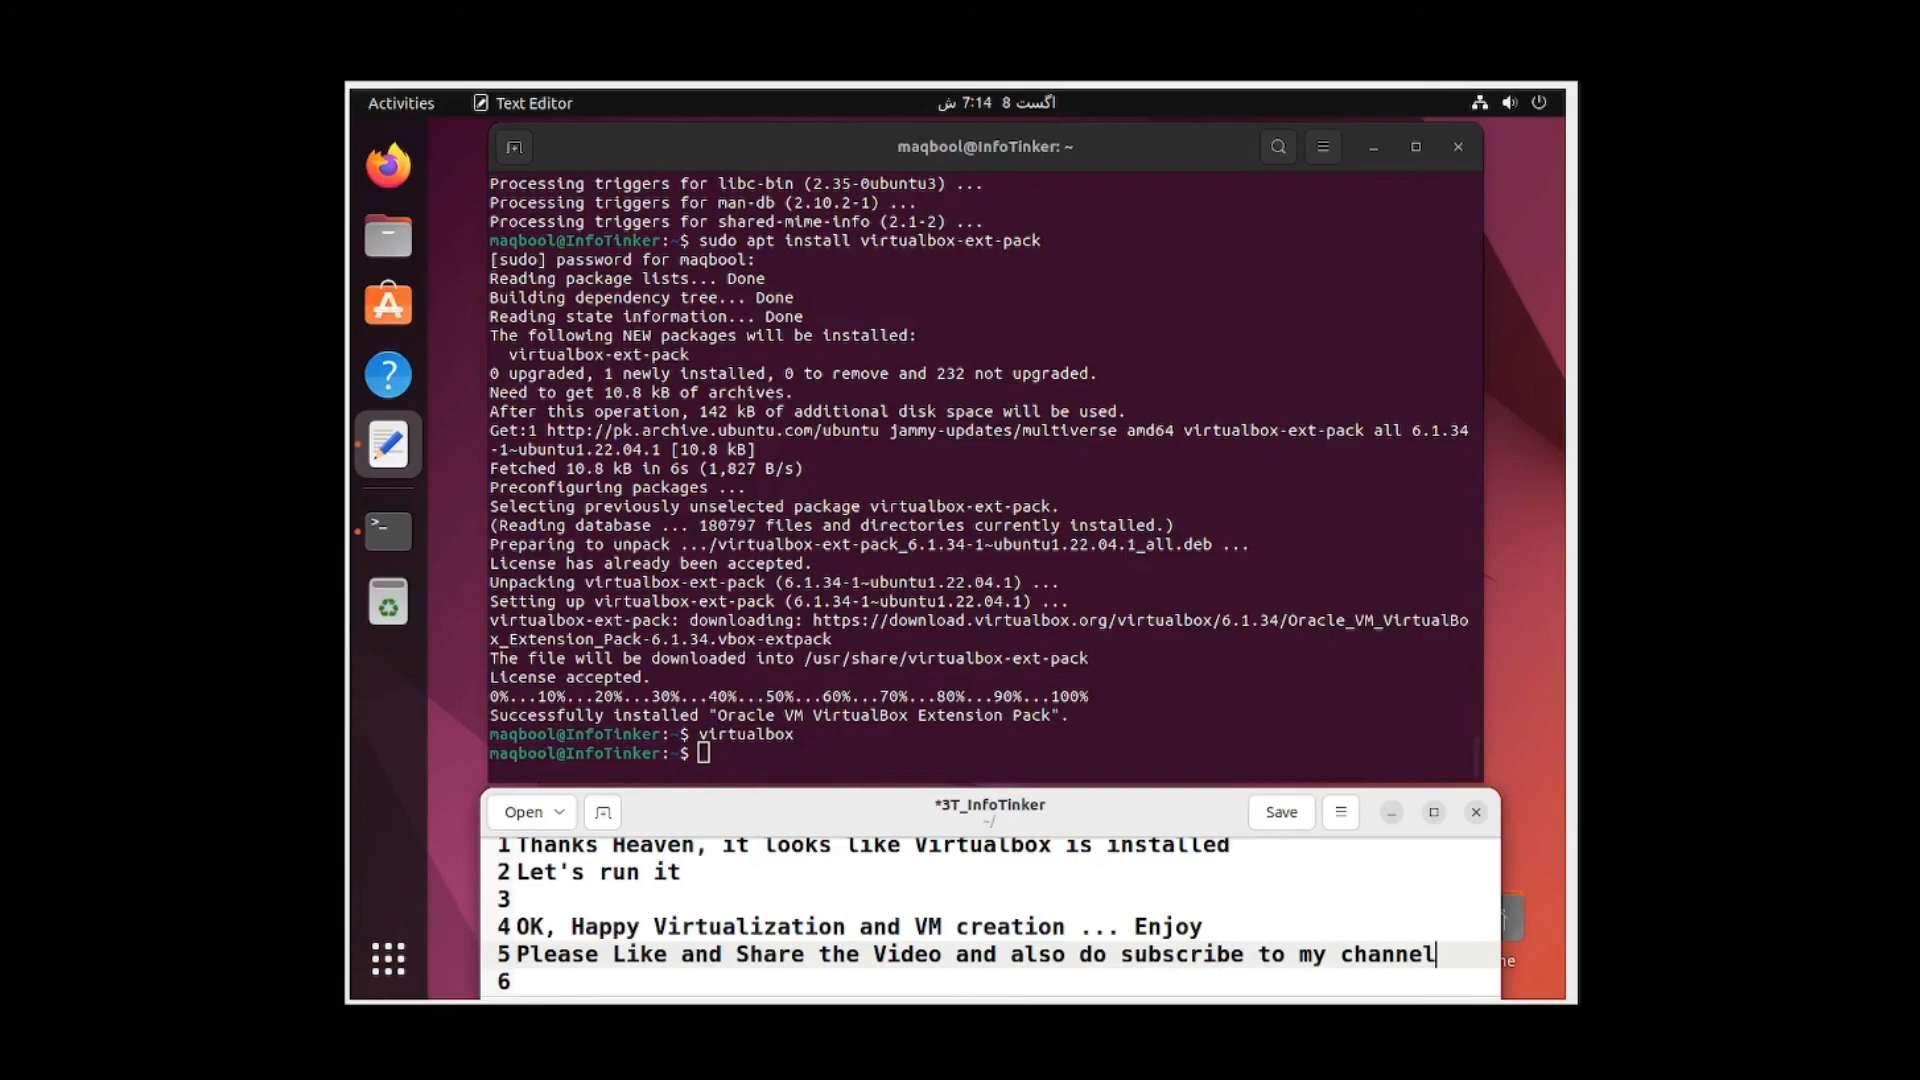 Activities Text Editor اگست 8 7:14 ش
maqbool@InfoTinker: ~
Processing triggers for libc-bin (2.35-0ubuntu3) ...
Processing triggers for man-db (2.10.2-1) ...
Processing triggers for shared-mime-info (2.1-2) ...
maqbool@InfoTinker:~$ sudo apt install virtualbox-ext-pack
[sudo] password for maqbool:
Reading package lists... Done
Building dependency tree... Done
Reading state information... Done
The following NEW packages will be installed:
virtualbox-ext-pack
0 upgraded, 1 newly installed, 0 to remove and 232 not upgraded.
Need to get 10.8 kB of archives.
After this operation, 142 kB of additional disk space will be used.
Get:1 http://pk.archive.ubuntu.com/ubuntu jammy-updates/multiverse amd64 virtualbox-ext-pack all 6.1.34
-1~ubuntu1.22.04.1 [10.8 kB]
Fetched 10.8 kB in 6s (1,827 B/s)
Preconfiguring packages ...
Selecting previously unselected package virtualbox-ext-pack.
(Reading database ... 180797 files and directories currently installed.)
Preparing to unpack .../virtualbox-ext-pack_6.1.34-1~ubuntu1.22.04.1_all.deb ...
License has already been accepted.
Unpacking virtualbox-ext-pack (6.1.34-1~ubuntu1.22.04.1) ...
Setting up virtualbox-ext-pack (6.1.34-1~ubuntu1.22.04.1) ...
virtualbox-ext-pack: downloading: https://download.virtualbox.org/virtualbox/6.1.34/Oracle_VM_VirtualBo
x_Extension_Pack-6.1.34.vbox-extpack
The file will be downloaded into /usr/share/virtualbox-ext-pack
License accepted.
0%...10%...20%...30%...40%...50%...60%...70%...80%...90%...100%
Successfully installed "Oracle VM VirtualBox Extension Pack".
maqbool@InfoTinker:~$ virtualbox
maqbool@InfoTinker:~$
Open *3T_InfoTinker Save
~/
1 Thanks Heaven, it looks like Virtualbox is installed
2 Let's run it
3
4 OK, Happy Virtualization and VM creation ... Enjoy
5 Please Like and Share the Video and also do subscribe to my channel
6